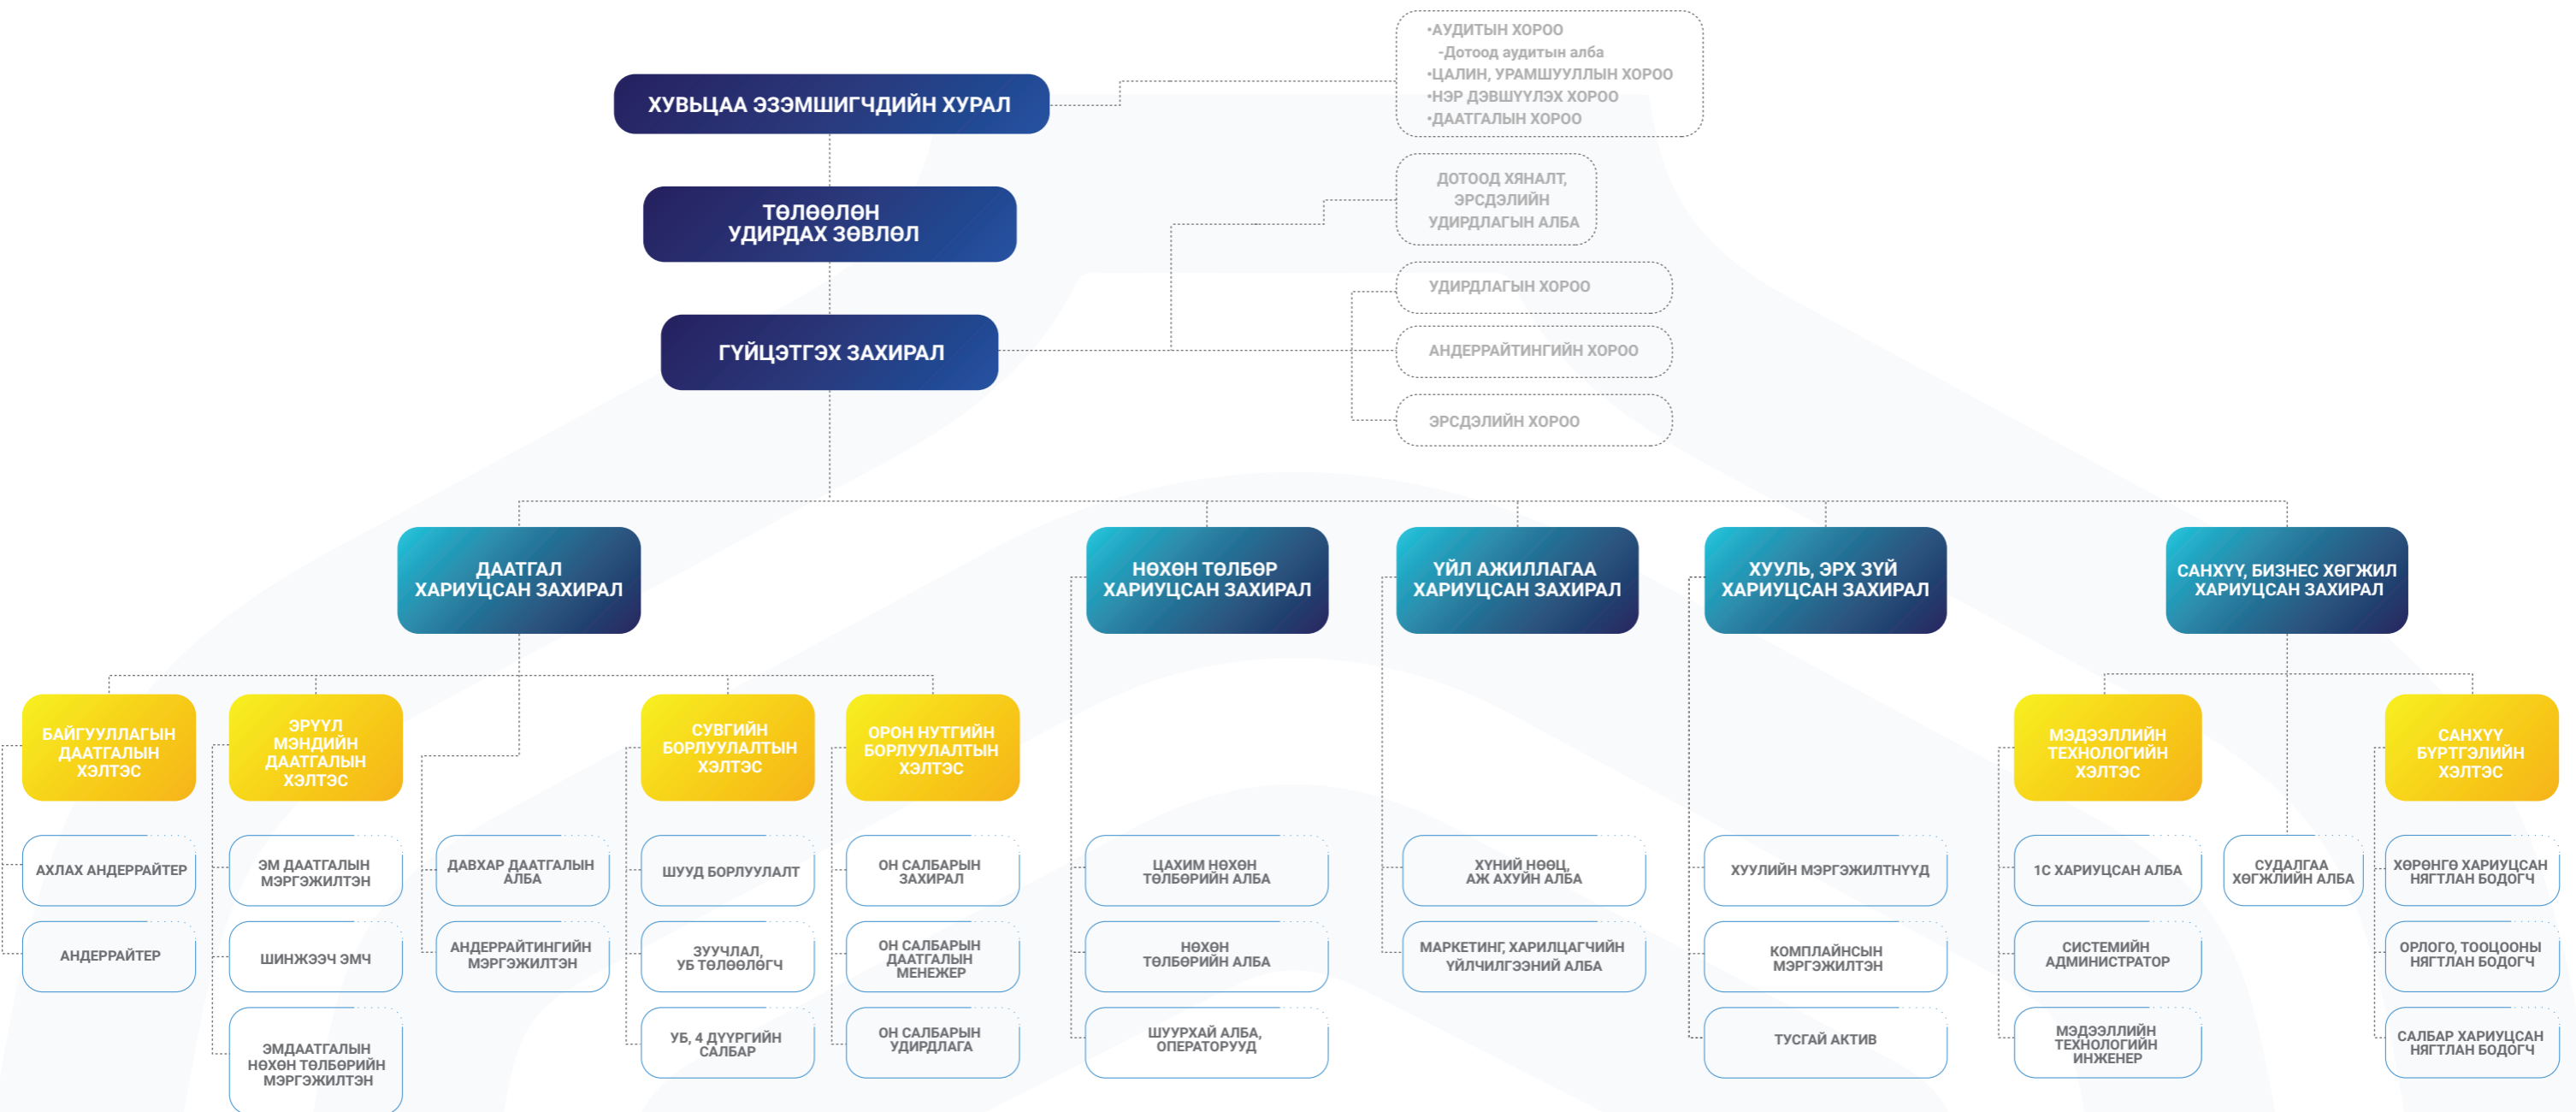 •АУДИТЫН ХОРОО
-Дотоод аудитын алба
•ЦАЛИН, УРАМШУУЛЛЫН ХОРОО
•НЭР ДЭВШҮҮЛЭХ ХОРОО
•ДААТГАЛЫН ХОРОО
ХУВЬЦАА ЭЗЭМШИГЧДИЙН ХУРАЛ
ТӨЛӨӨЛӨН
УДИРДАХ ЗӨВЛӨЛ
ДОТООД ХЯНАЛТ,
ЭРСДЭЛИЙН
УДИРДЛАГЫН АЛБА
ГҮЙЦЭТГЭХ ЗАХИРАЛ
УДИРДЛАГЫН ХОРОО
АНДЕРРАЙТИНГИЙН ХОРОО
ЭРСДЭЛИЙН ХОРОО
ДААТГАЛ
ХАРИУЦСАН ЗАХИРАЛ
НӨХӨН ТӨЛБӨР
ХАРИУЦСАН ЗАХИРАЛ
ҮЙЛ АЖИЛЛАГАА
ХАРИУЦСАН ЗАХИРАЛ
ХУУЛЬ, ЭРХ ЗҮЙ
ХАРИУЦСАН ЗАХИРАЛ
САНХҮҮ, БИЗНЕС ХӨГЖИЛ
ХАРИУЦСАН ЗАХИРАЛ
БАЙГУУЛЛАГЫН
ДААТГАЛЫН
ХЭЛТЭС
ЭРҮҮЛ
МЭНДИЙН
ДААТГАЛЫН
ХЭЛТЭС
СУВГИЙН
БОРЛУУЛАЛТЫН
ХЭЛТЭС
ОРОН НУТГИЙН
БОРЛУУЛАЛТЫН
ХЭЛТЭС
МЭДЭЭЛЛИЙН
ТЕХНОЛОГИЙН
ХЭЛТЭС
САНХҮҮ
БҮРТГЭЛИЙН
ХЭЛТЭС
АХЛАХ АНДЕРРАЙТЕР
ЭМ ДААТГАЛЫН
МЭРГЭЖИЛТЭН
ДАВХАР ДААТГАЛЫН
АЛБА
ШУУД БОРЛУУЛАЛТ
ОН САЛБАРЫН
ЗАХИРАЛ
ЦАХИМ НӨХӨН
ТӨЛБӨРИЙН АЛБА
ХҮНИЙ НӨӨЦ,
АЖ АХУЙН АЛБА
ХУУЛИЙН МЭРГЭЖИЛТНҮҮД
1С ХАРИУЦСАН АЛБА
СУДАЛГАА
ХӨГЖЛИЙН АЛБА
ХӨРӨНГӨ ХАРИУЦСАН
НЯГТЛАН БОДОГЧ
АНДЕРРАЙТЕР
ШИНЖЭЭЧ ЭМЧ
АНДЕРРАЙТИНГИЙН
МЭРГЭЖИЛТЭН
ЗУУЧЛАЛ,
УБ ТӨЛӨӨЛӨГЧ
ОН САЛБАРЫН
ДААТГАЛЫН
МЕНЕЖЕР
НӨХӨН
ТӨЛБӨРИЙН АЛБА
МАРКЕТИНГ, ХАРИЛЦАГЧИЙН
ҮЙЛЧИЛГЭЭНИЙ АЛБА
КОМПЛАЙНСЫН
МЭРГЭЖИЛТЭН
СИСТЕМИЙН
АДМИНИСТРАТОР
ОРЛОГО, ТООЦООНЫ
НЯГТЛАН БОДОГЧ
ЭМДААТГАЛЫН
НӨХӨН ТӨЛБӨРИЙН
МЭРГЭЖИЛТЭН
УБ, 4 ДҮҮРГИЙН
САЛБАР
ОН САЛБАРЫН
УДИРДЛАГА
ШУУРХАЙ АЛБА,
ОПЕРАТОРУУД
ТУСГАЙ АКТИВ
МЭДЭЭЛЛИЙН
ТЕХНОЛОГИЙН
ИНЖЕНЕР
САЛБАР ХАРИУЦСАН
НЯГТЛАН БОДОГЧ